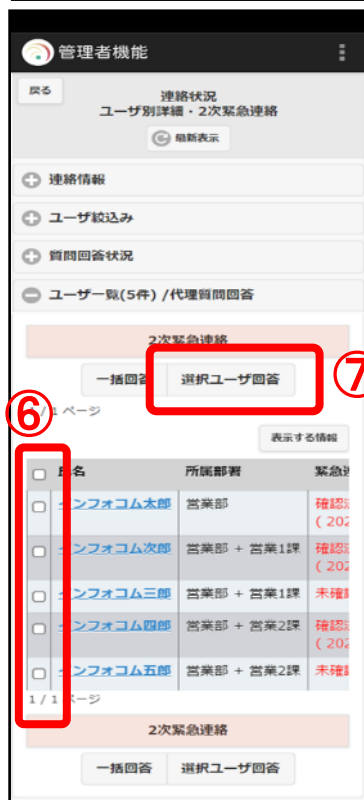 管理者機能
戻る
連絡状況
ユーザ別詳細・2次緊急連絡
最新表示
連絡情報
ユーザ絞込み
質問回答状況
ユーザ一覧(5件) /代理質問回答
2次緊急連絡
一括回答 選択ユーザ回答
⑦
⑥
/ 1 ページ
表示する情報
氏名 所属部署 緊急
インフォコム太郎 営業部 確認済
( 202
インフォコム次郎 営業部 + 営業1課 確認済
( 202
インフォコム三郎 営業部 + 営業1課 未確
インフォコム四郎 営業部 + 営業2課 確認済
( 202
インフォコム五郎 営業部 + 営業2課 未確
1 / 1 ページ
2次緊急連絡
一括回答 選択ユーザ回答